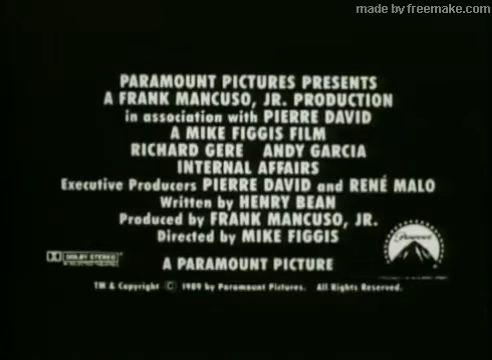 made by freemake.com
PARAMOUNT PICTURES PRESENTS
A FRANK MANCUSO, JR. PRODUCTION
in association with PIERRE DAVID
A MIKE FIGGIS FILM
RICHARD GERE ANDY GARCIA
INTERNAL AFFAIRS
Executive Producers PIERRE DAVID and RENÉ MALO
Written by HENRY BEAN
Produced by FRANK MANCUSO, JR.
Directed by MIKE FIGGIS
DOLBY STEREO
Paramount
A PARAMOUNT PICTURE
TM & Copyright © 1989 by Paramount Pictures. All Rights Reserved.